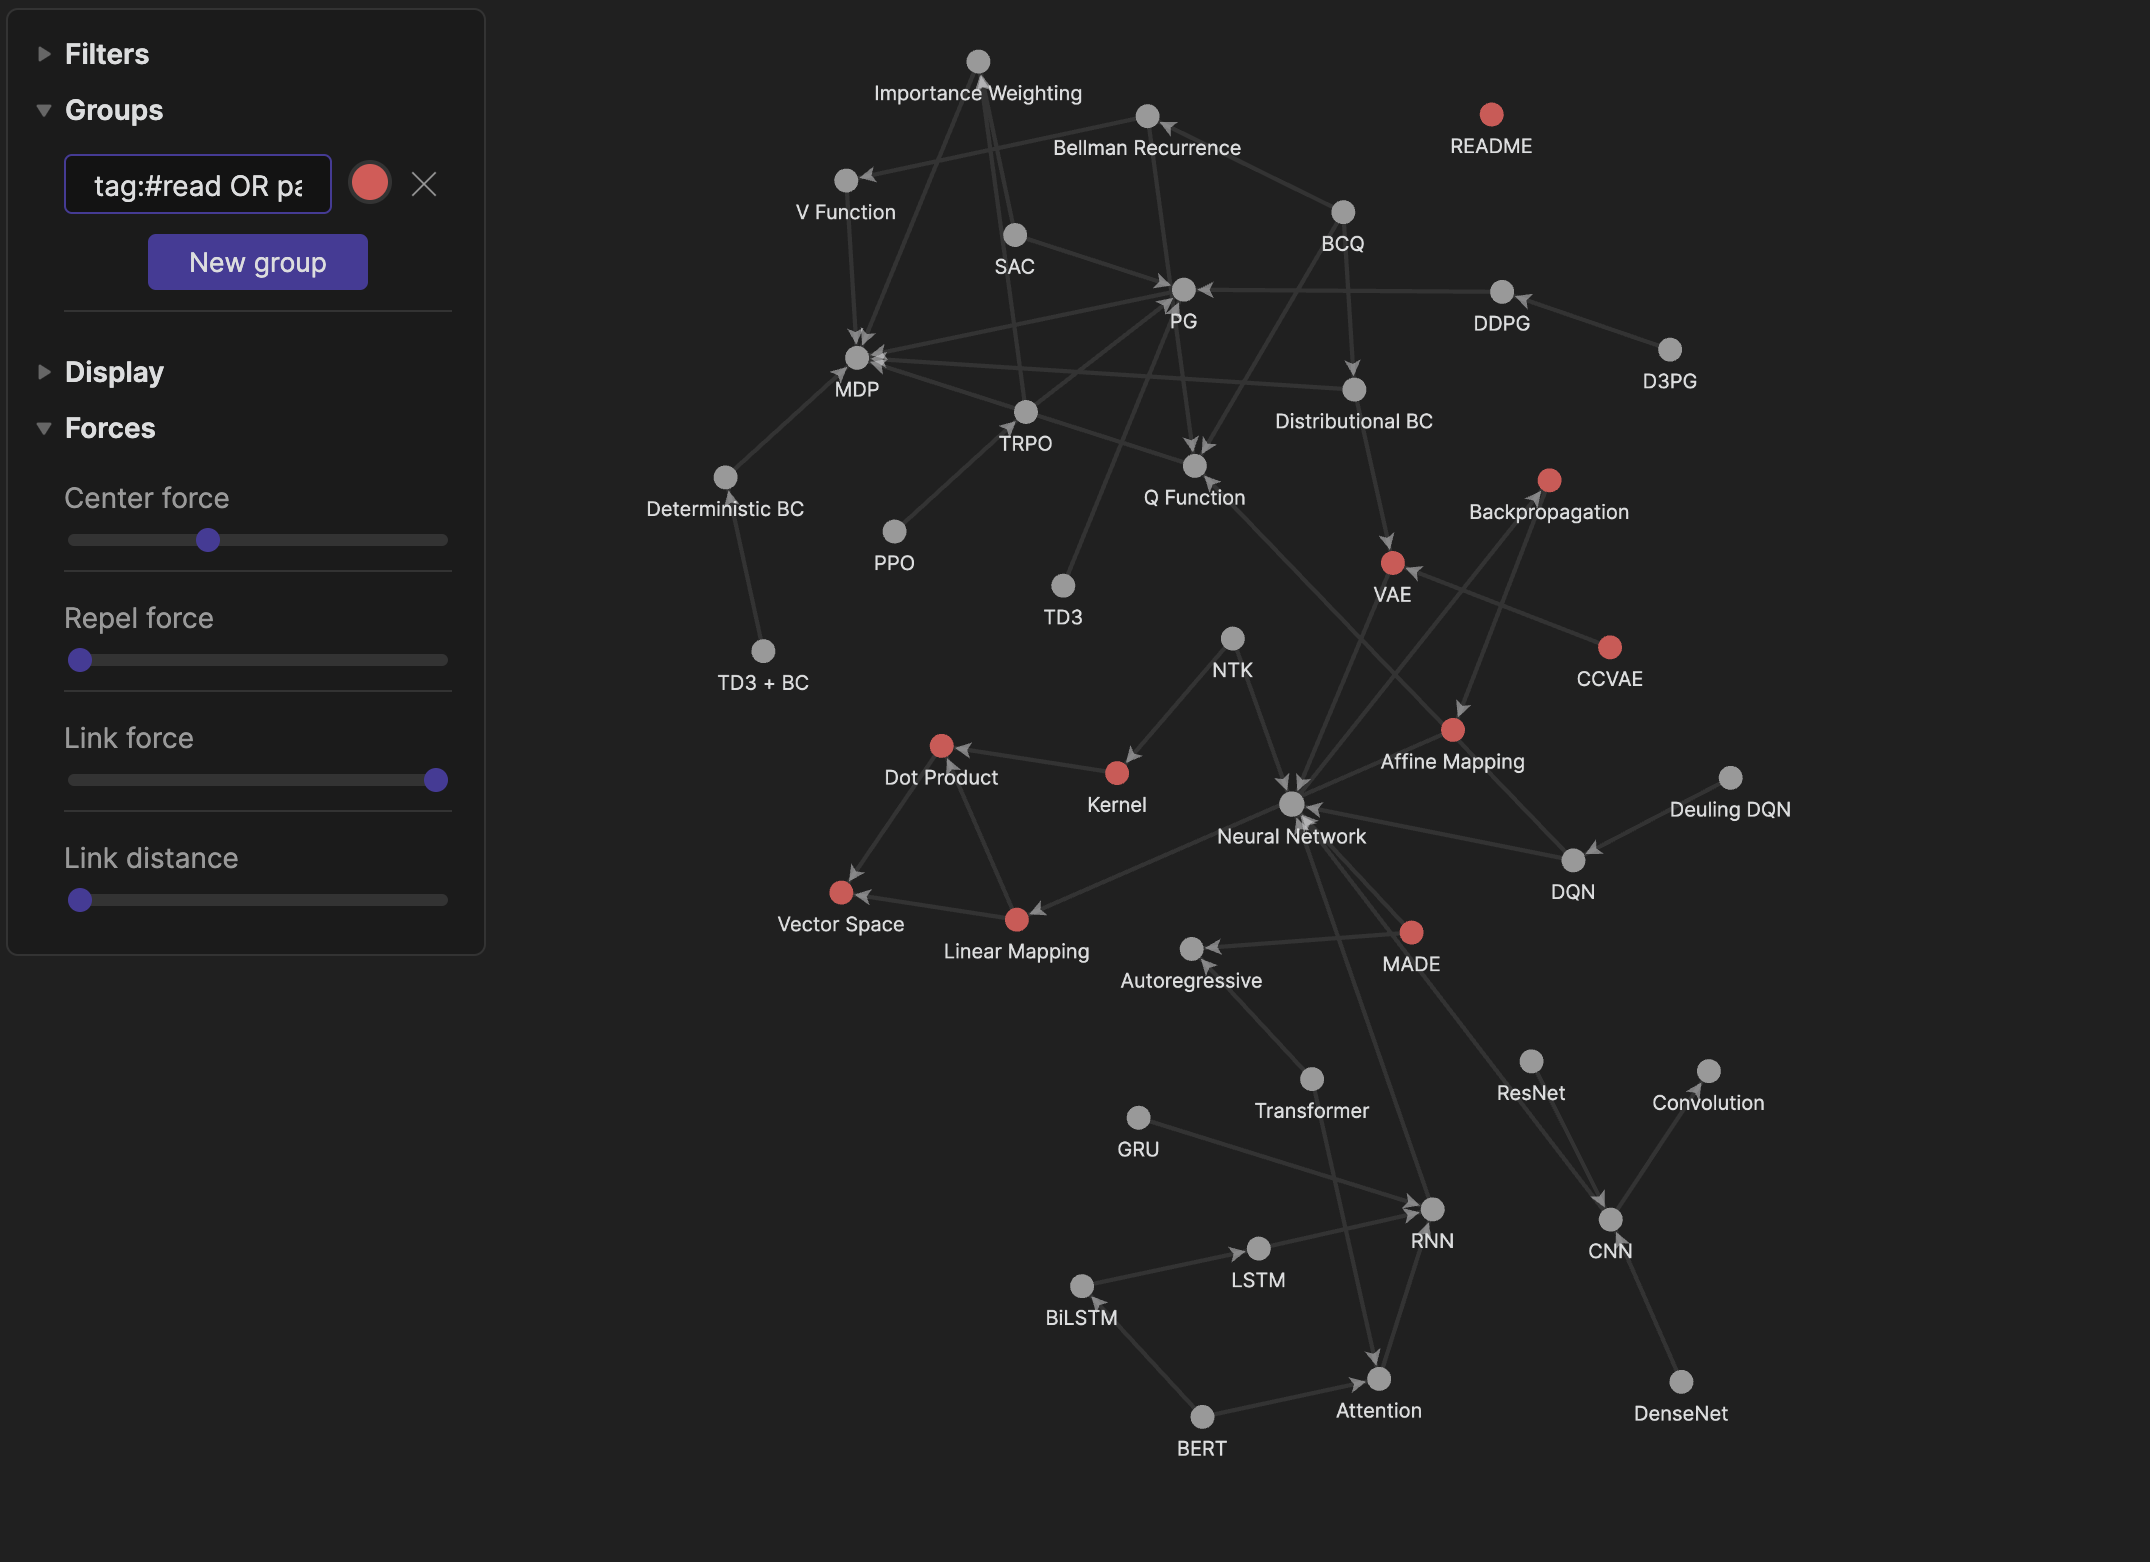 Filters
Groups
tag:#read OR pa
New group
Display
Forces
Center force
Repel force
Link force
Link distance
Importance Weighting
Bellman Recurrence
README
V Function
SAC
BCQ
PG
DDPG
MDP
D3PG
Distributional BC
TRPO
Q Function
Deterministic BC
Backpropagation
PPO
VAE
TD3
NTK
CCVAE
TD3 + BC
Affine Mapping
Dot Product
Kernel
Deuling DQN
Neural Network
DQN
Vector Space
Linear Mapping
MADE
Autoregressive
ResNet
Convolution
Transformer
GRU
RNN
CNN
LSTM
BiLSTM
Attention
DenseNet
BERT